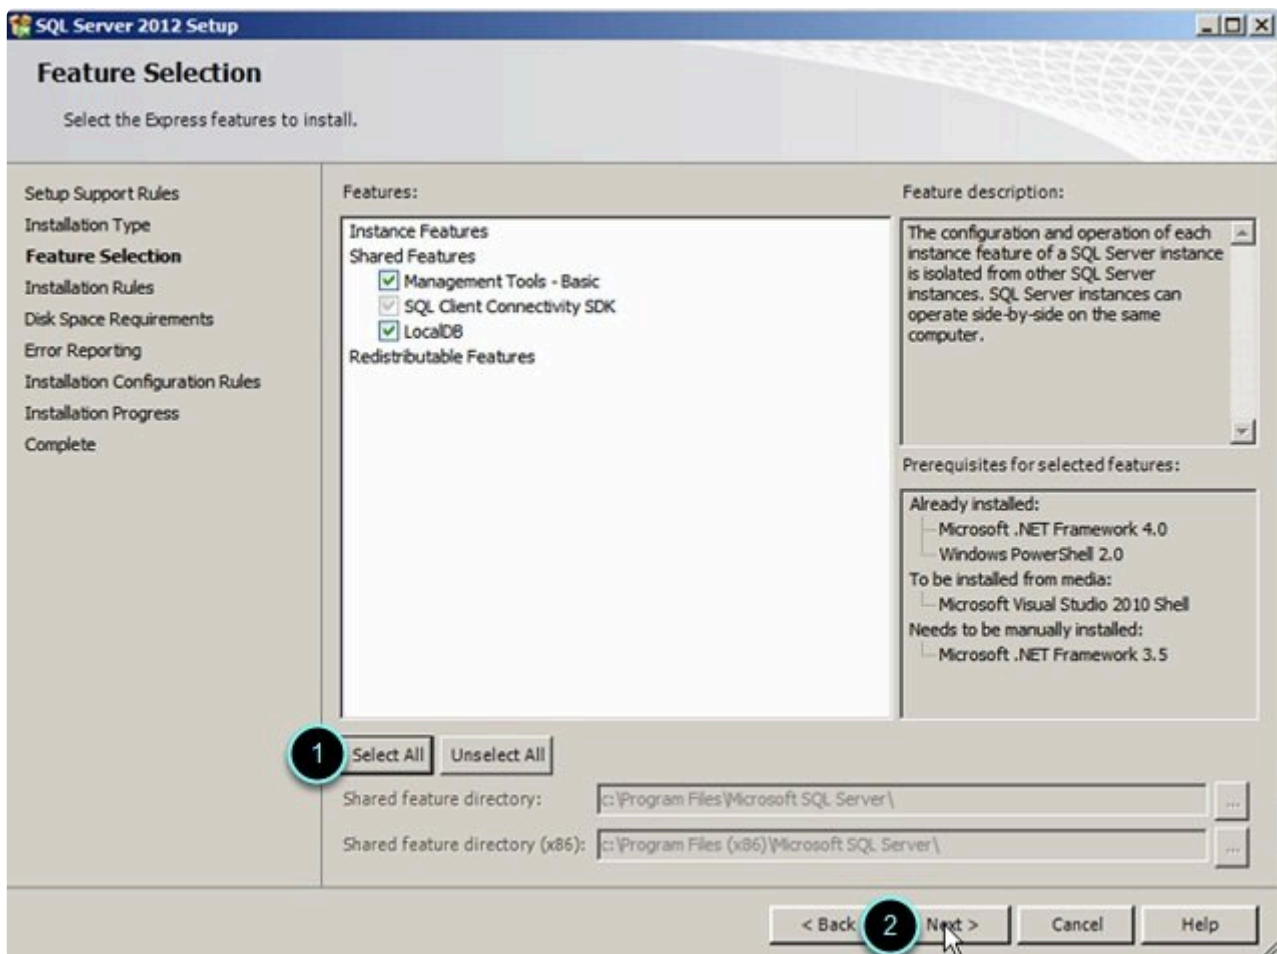 SQL Server 2012 Setup
Feature Selection
Select the Express features to install.
Setup Support Rules
Installation Type
Feature Selection
Installation Rules
Disk Space Requirements
Error Reporting
Installation Configuration Rules
Installation Progress
Complete
Features:
Instance Features
Shared Features
Management Tools - Basic
SQL Client Connectivity SDK
LocalDB
Redistributable Features
Feature description:
The configuration and operation of each
instance feature of a SQL Server instance
is isolated from other SQL Server
instances. SQL Server instances can
operate side-by-side on the same
computer.
Prerequisites for selected features:
Already installed:
Microsoft .NET Framework 4.0
Windows PowerShell 2.0
To be installed from media:
Microsoft Visual Studio 2010 Shell
Needs to be manually installed:
Microsoft .NET Framework 3.5
1 Select All Unselect All
Shared feature directory: c:\Program Files\Microsoft SQL Server\ ...
Shared feature directory (x86): c:\Program Files (x86)\Microsoft SQL Server\ ...
< Back 2 Next > Cancel Help